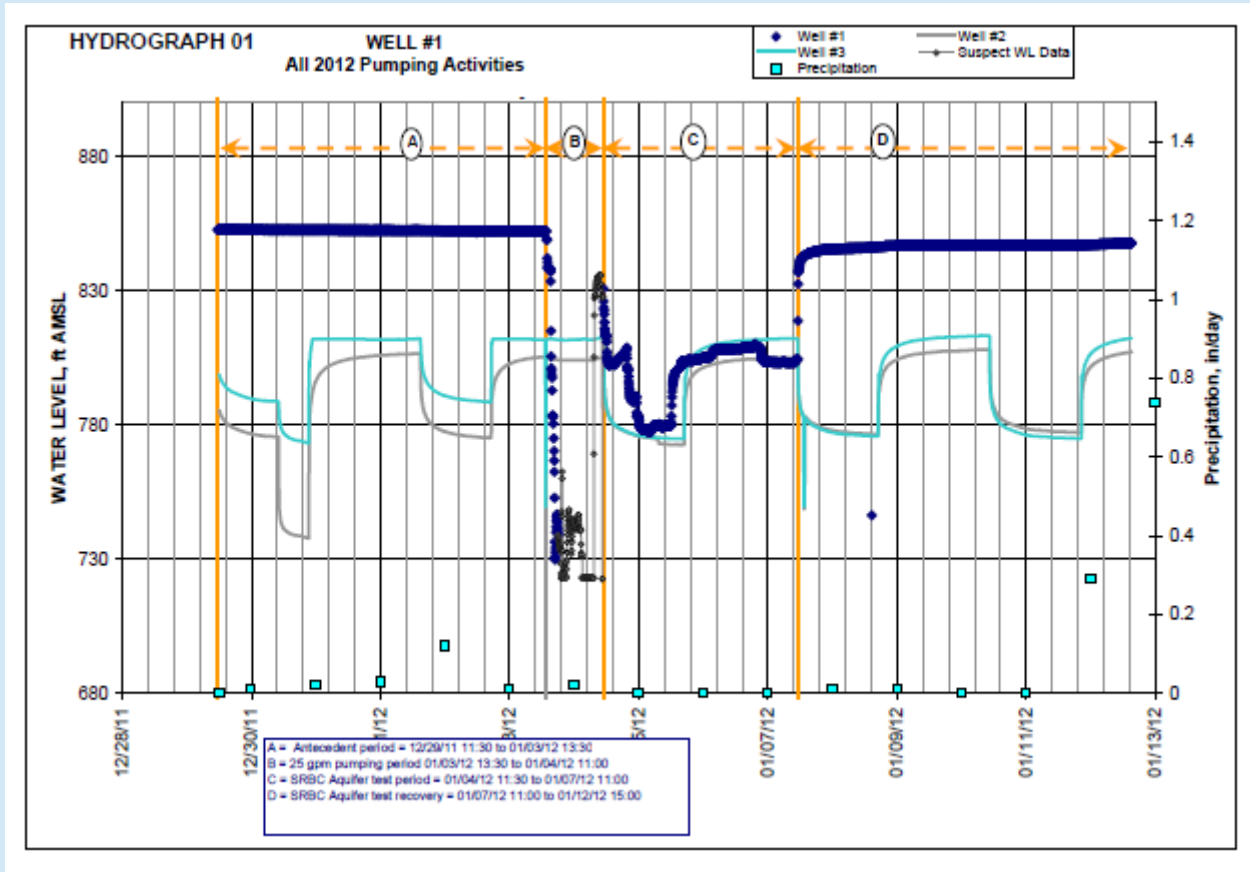 HYDROGRAPH 01
WELL #1
All 2012 Pumping Activities
Well #1
Well #2
Well #3
Suspect WL Data
Precipitation
A
B
C
D
WATER LEVEL, ft AMSL
880
830
780
730
680
Precipitation, in/day
1.4
1.2
1
0.8
0.6
0.4
0.2
0
12/28/11
12/30/11
/1/12
/3/12
/5/12
01/07/12
01/09/12
01/11/12
01/13/12
A = Antecedent period = 12/29/11 11:30 to 01/03/12 13:30
B = 25 gpm pumping period 01/03/12 13:30 to 01/04/12 11:00
C = SRBC Aquifer test period = 01/04/12 11:30 to 01/07/12 11:00
D = SRBC Aquifer test recovery = 01/07/12 11:00 to 01/12/12 15:00